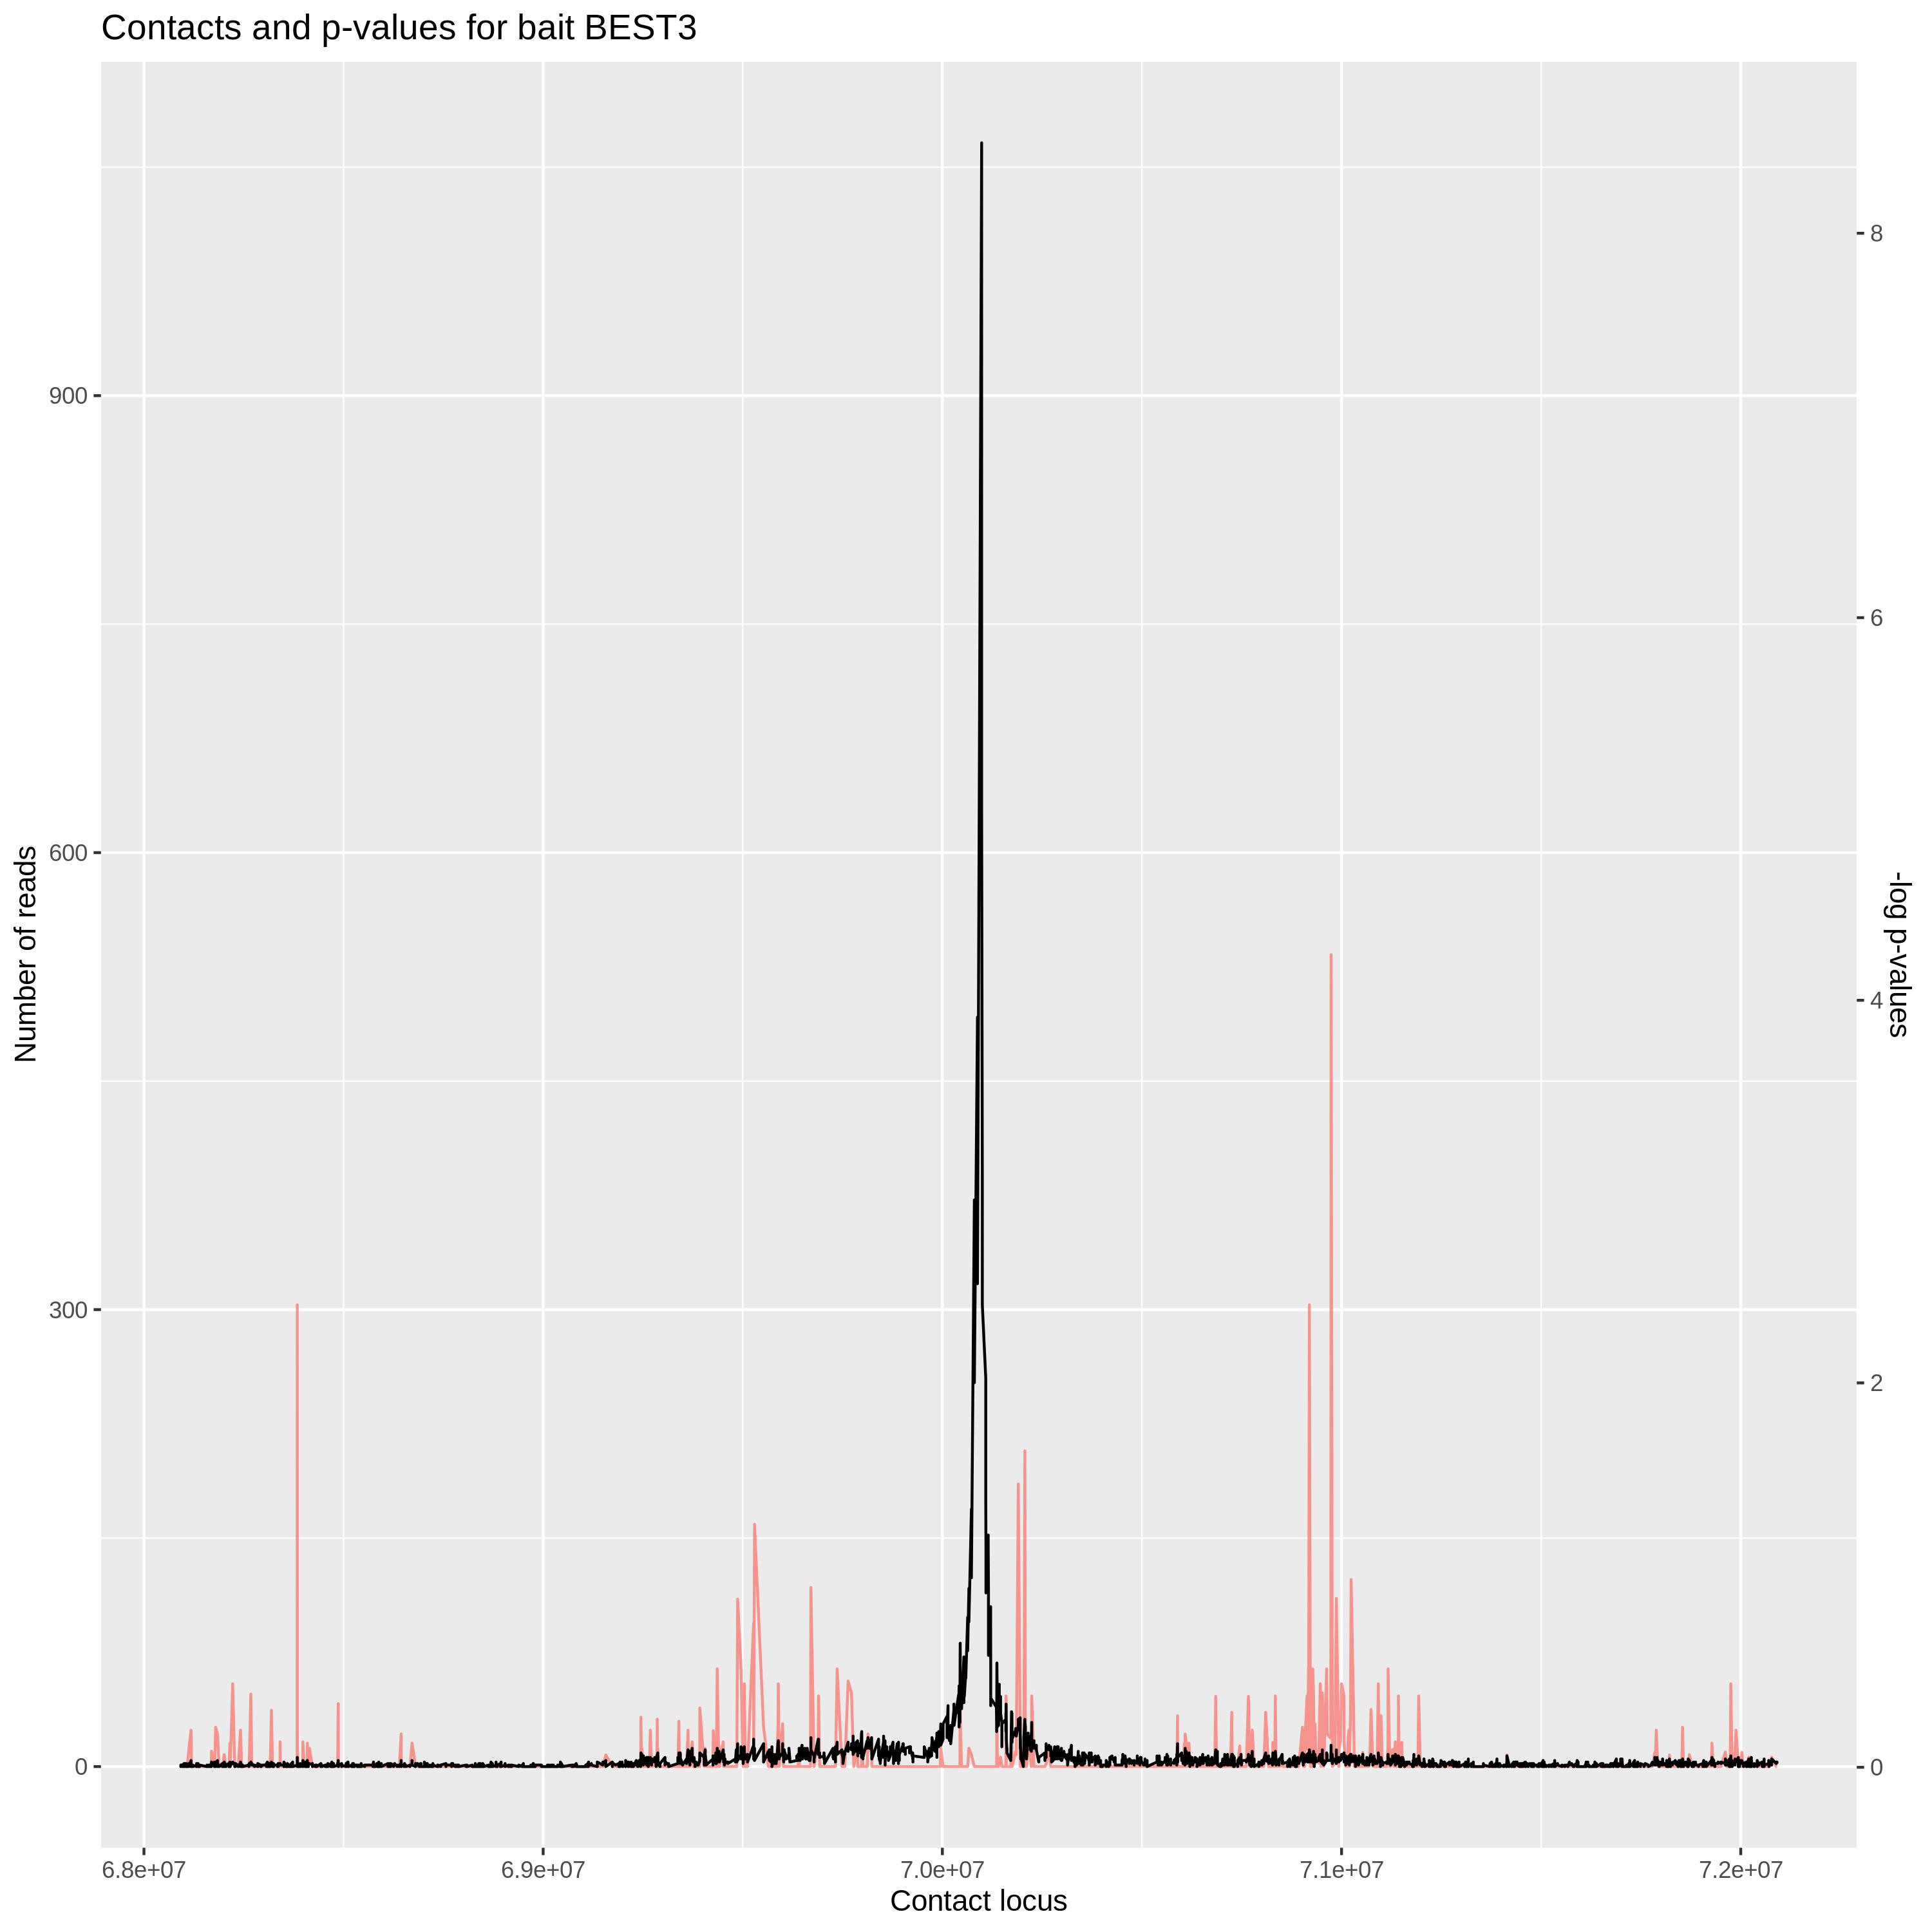 Contacts and p-values for bait BEST3
900
600
300
0
Number of reads
8
6
4
2
0
-log p-values
6.8e+07
6.9e+07
7.0e+07
7.1e+07
7.2e+07
Contact locus